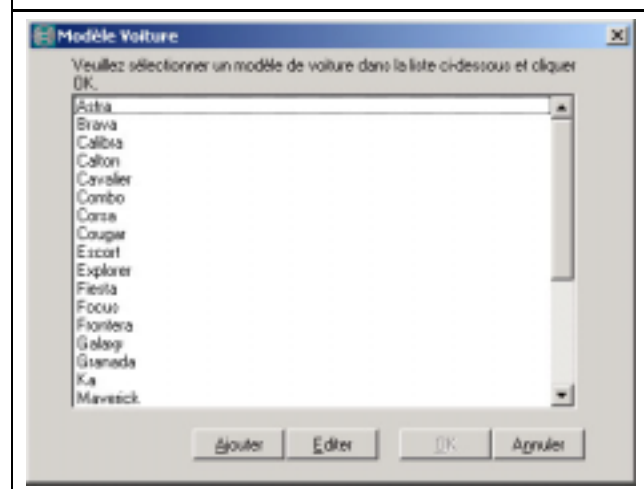 Modèle Voiture
Veuillez sélectionner un modèle de voiture dans la liste ci-dessous et cliquer
OK.
Astra
Brava
Calibra
Calton
Cavalier
Combo
Corsa
Cougar
Escort
Explorer
Fiesta
Focus
Frontera
Galaxy
Granada
Ka
Maverick
Ajouter Editer OK Annuler